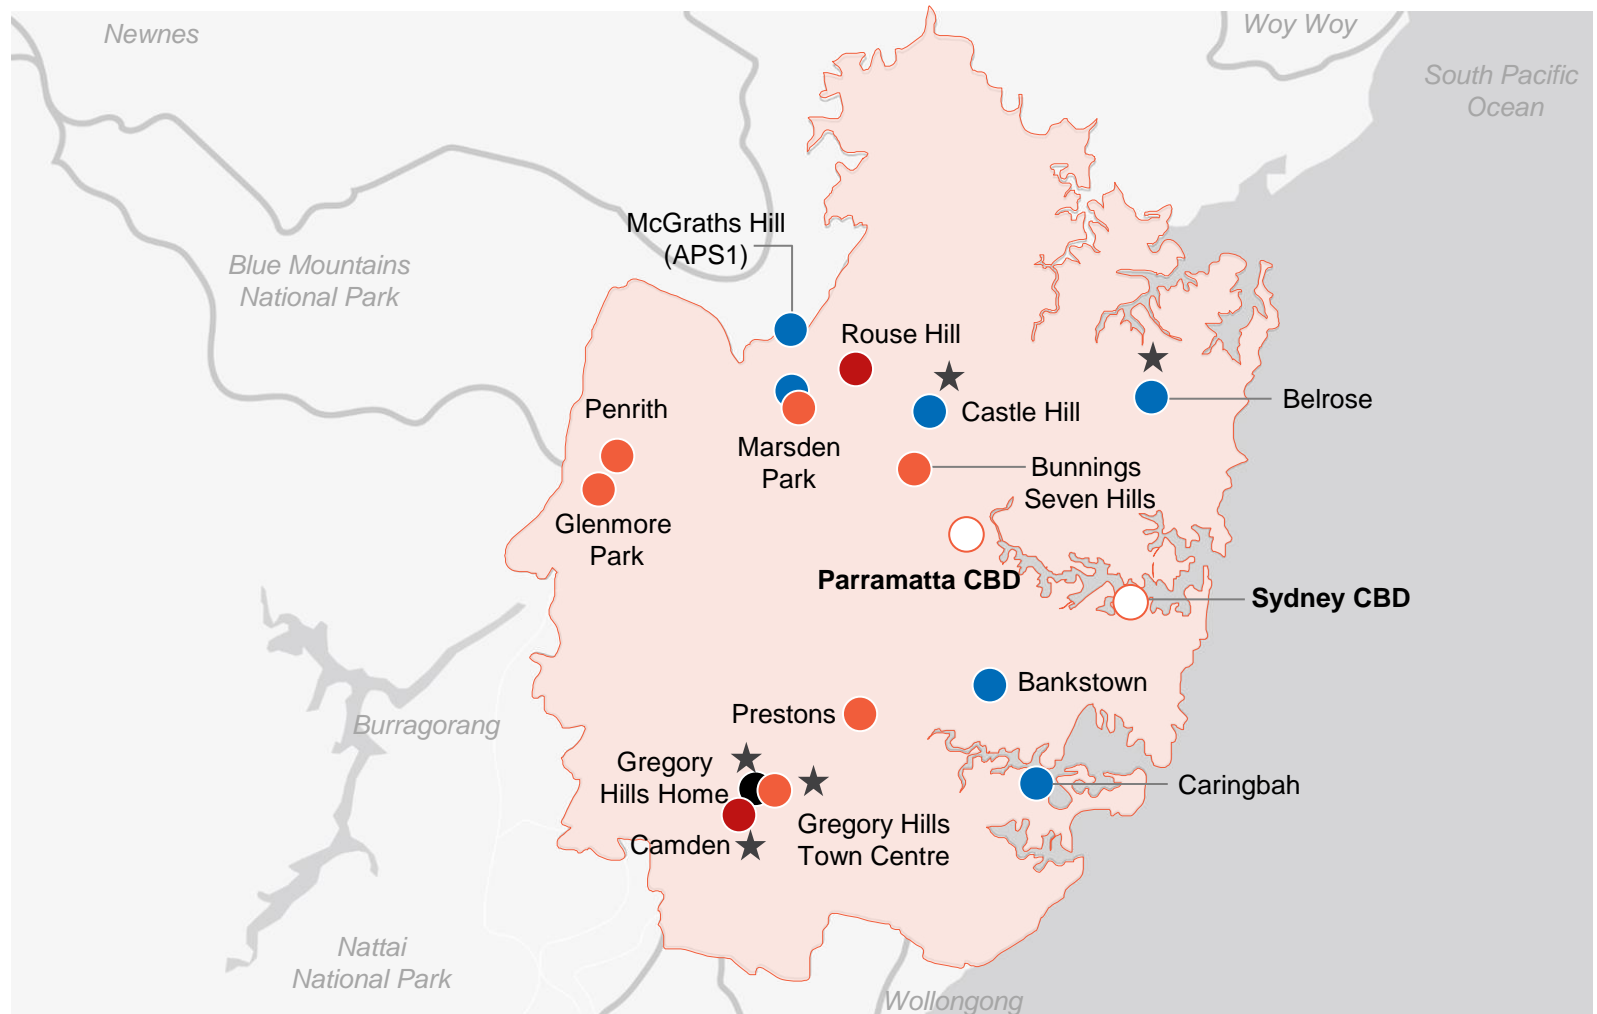 Newnes
Woy Woy
South Pacific
Ocean
McGraths Hill
(APS1)
Blue Mountains
National Park
Rouse Hill
Penrith
Castle Hill
Belrose
Marsden
Park
Bunnings
Seven Hills
Glenmore
Park
Parramatta CBD
Sydney CBD
Bankstown
Prestons
Burragorang
Gregory
Hills Home
Caringbah
Gregory Hills
Town Centre
Camden
Nattai
National Park
Wollongong